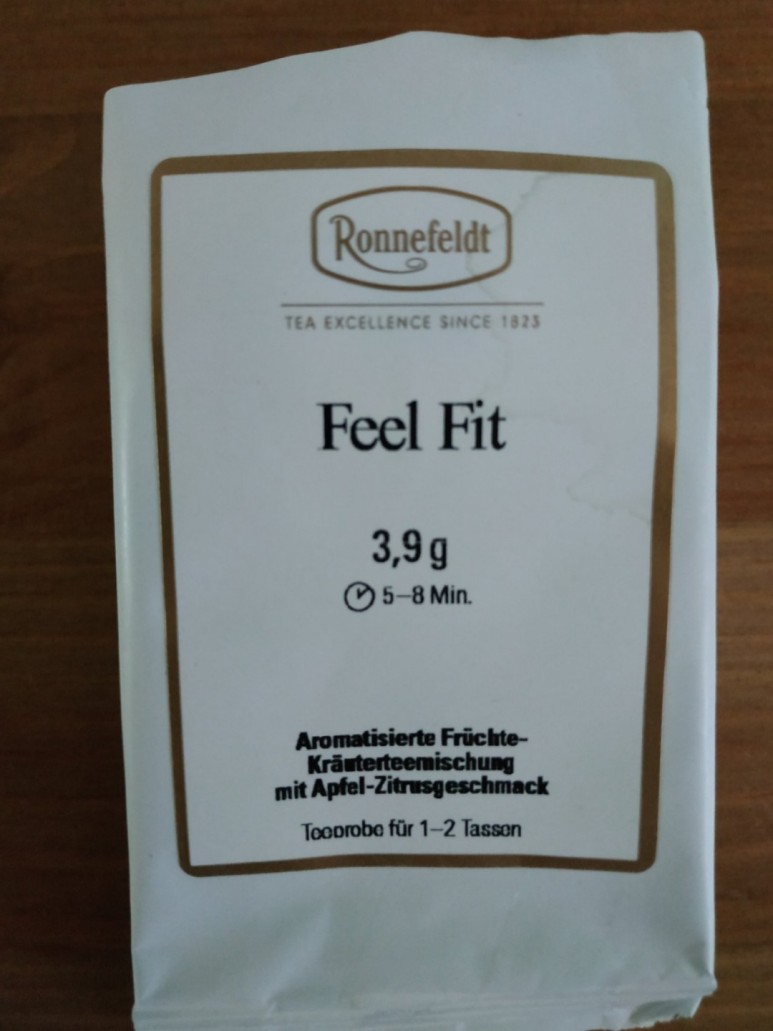 Ronnefeldt
TEA EXCELLENCE SINCE 1823
Feel Fit
3,9 g
5–8 Min.
Aromatisierte Früchte-
Kräuterteemischung
mit Apfel-Zitrusgeschmack
Teeprobe für 1–2 Tassen